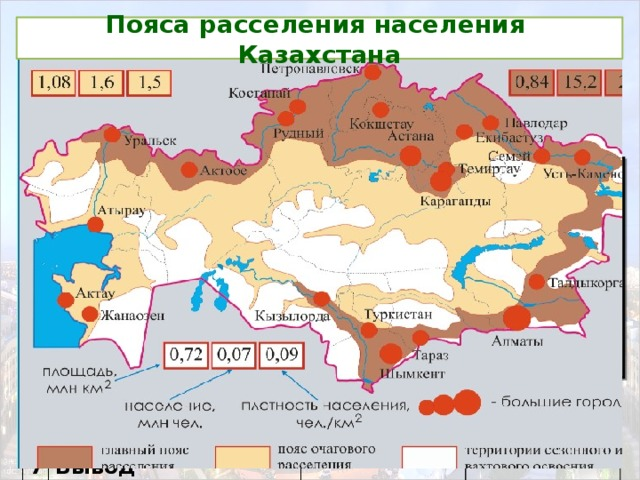 Пояса расселения населения
Казахстана
1,08 1,6 1,5
0,84 15,2
Петропавловск
Костанай
Рудный
Кокшетау
Астана
Павлодар
Екибастуз
Семей
Темиртау
Усть-Камено
Караганды
Уральск
Актобе
Атырау
Актау
Жанаозен
Кызылорда
Туркистан
Талдыкорга
Алматы
Тараз
Шымкент
0,72 0,07 0,09
площадь,
млн км2
население,
млн чел.
плотность населения,
чел./км2
- большие город
главный пояс
расселения
пояс очагового
расселения
территории сезонного и
вахтового освоения
Вывод